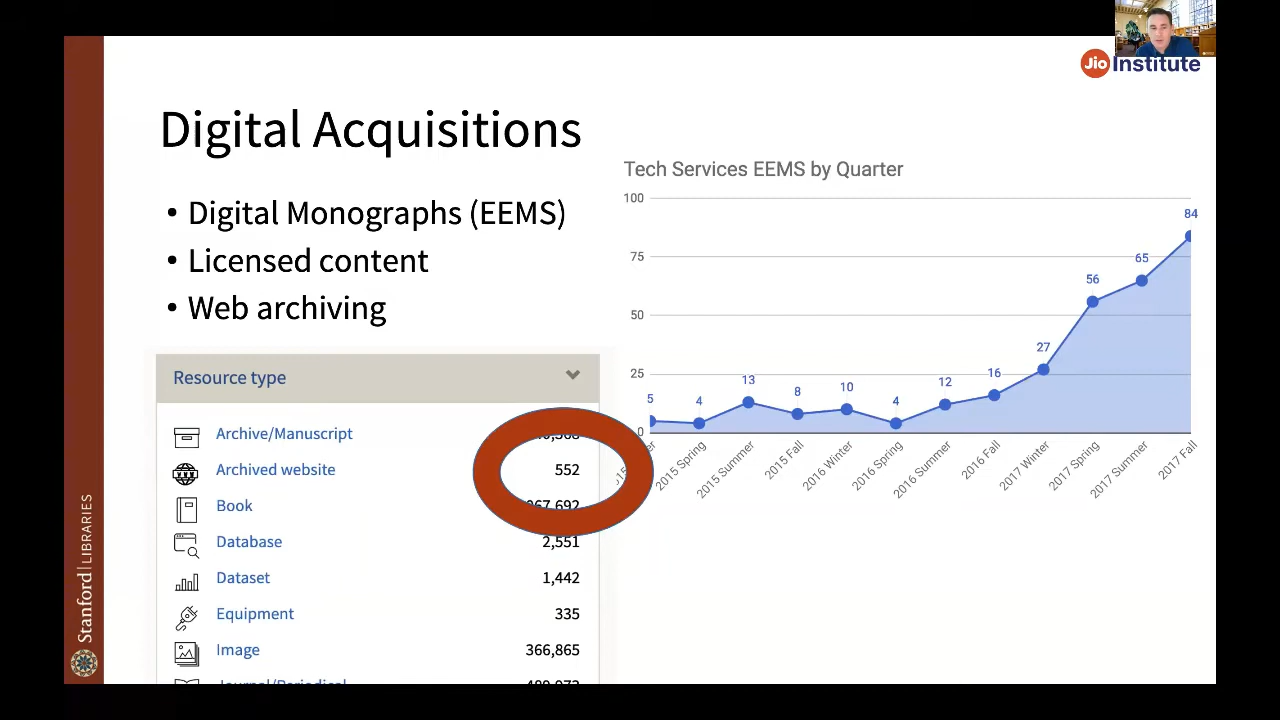 Jio Institute
Digital Acquisitions
• Digital Monographs (EEMS)
• Licensed content
• Web archiving
Tech Services EEMS by Quarter
100
75
50
25
0
5
4
13
8
10
4
12
16
27
56
65
84
2015 Spring
2015 Summer
2015 Fall
2016 Winter
2016 Spring
2016 Summer
2016 Fall
2017 Winter
2017 Spring
2017 Summer
2017 Fall
Resource type
Archive/Manuscript
Archived website 552
Book
Database 2,551
Dataset 1,442
Equipment 335
Image 366,865
Stanford | LIBRARIES